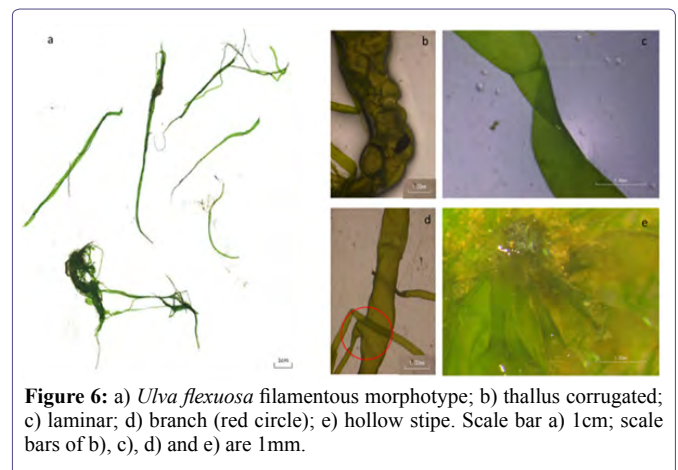 a
b
c
1cm
d
e
Figure 6: a) Ulva flexuosa filamentous morphotype; b) thallus corrugated;
c) laminar; d) branch (red circle); e) hollow stipe. Scale bar a) 1cm; scale
bars of b), c), d) and e) are 1mm.